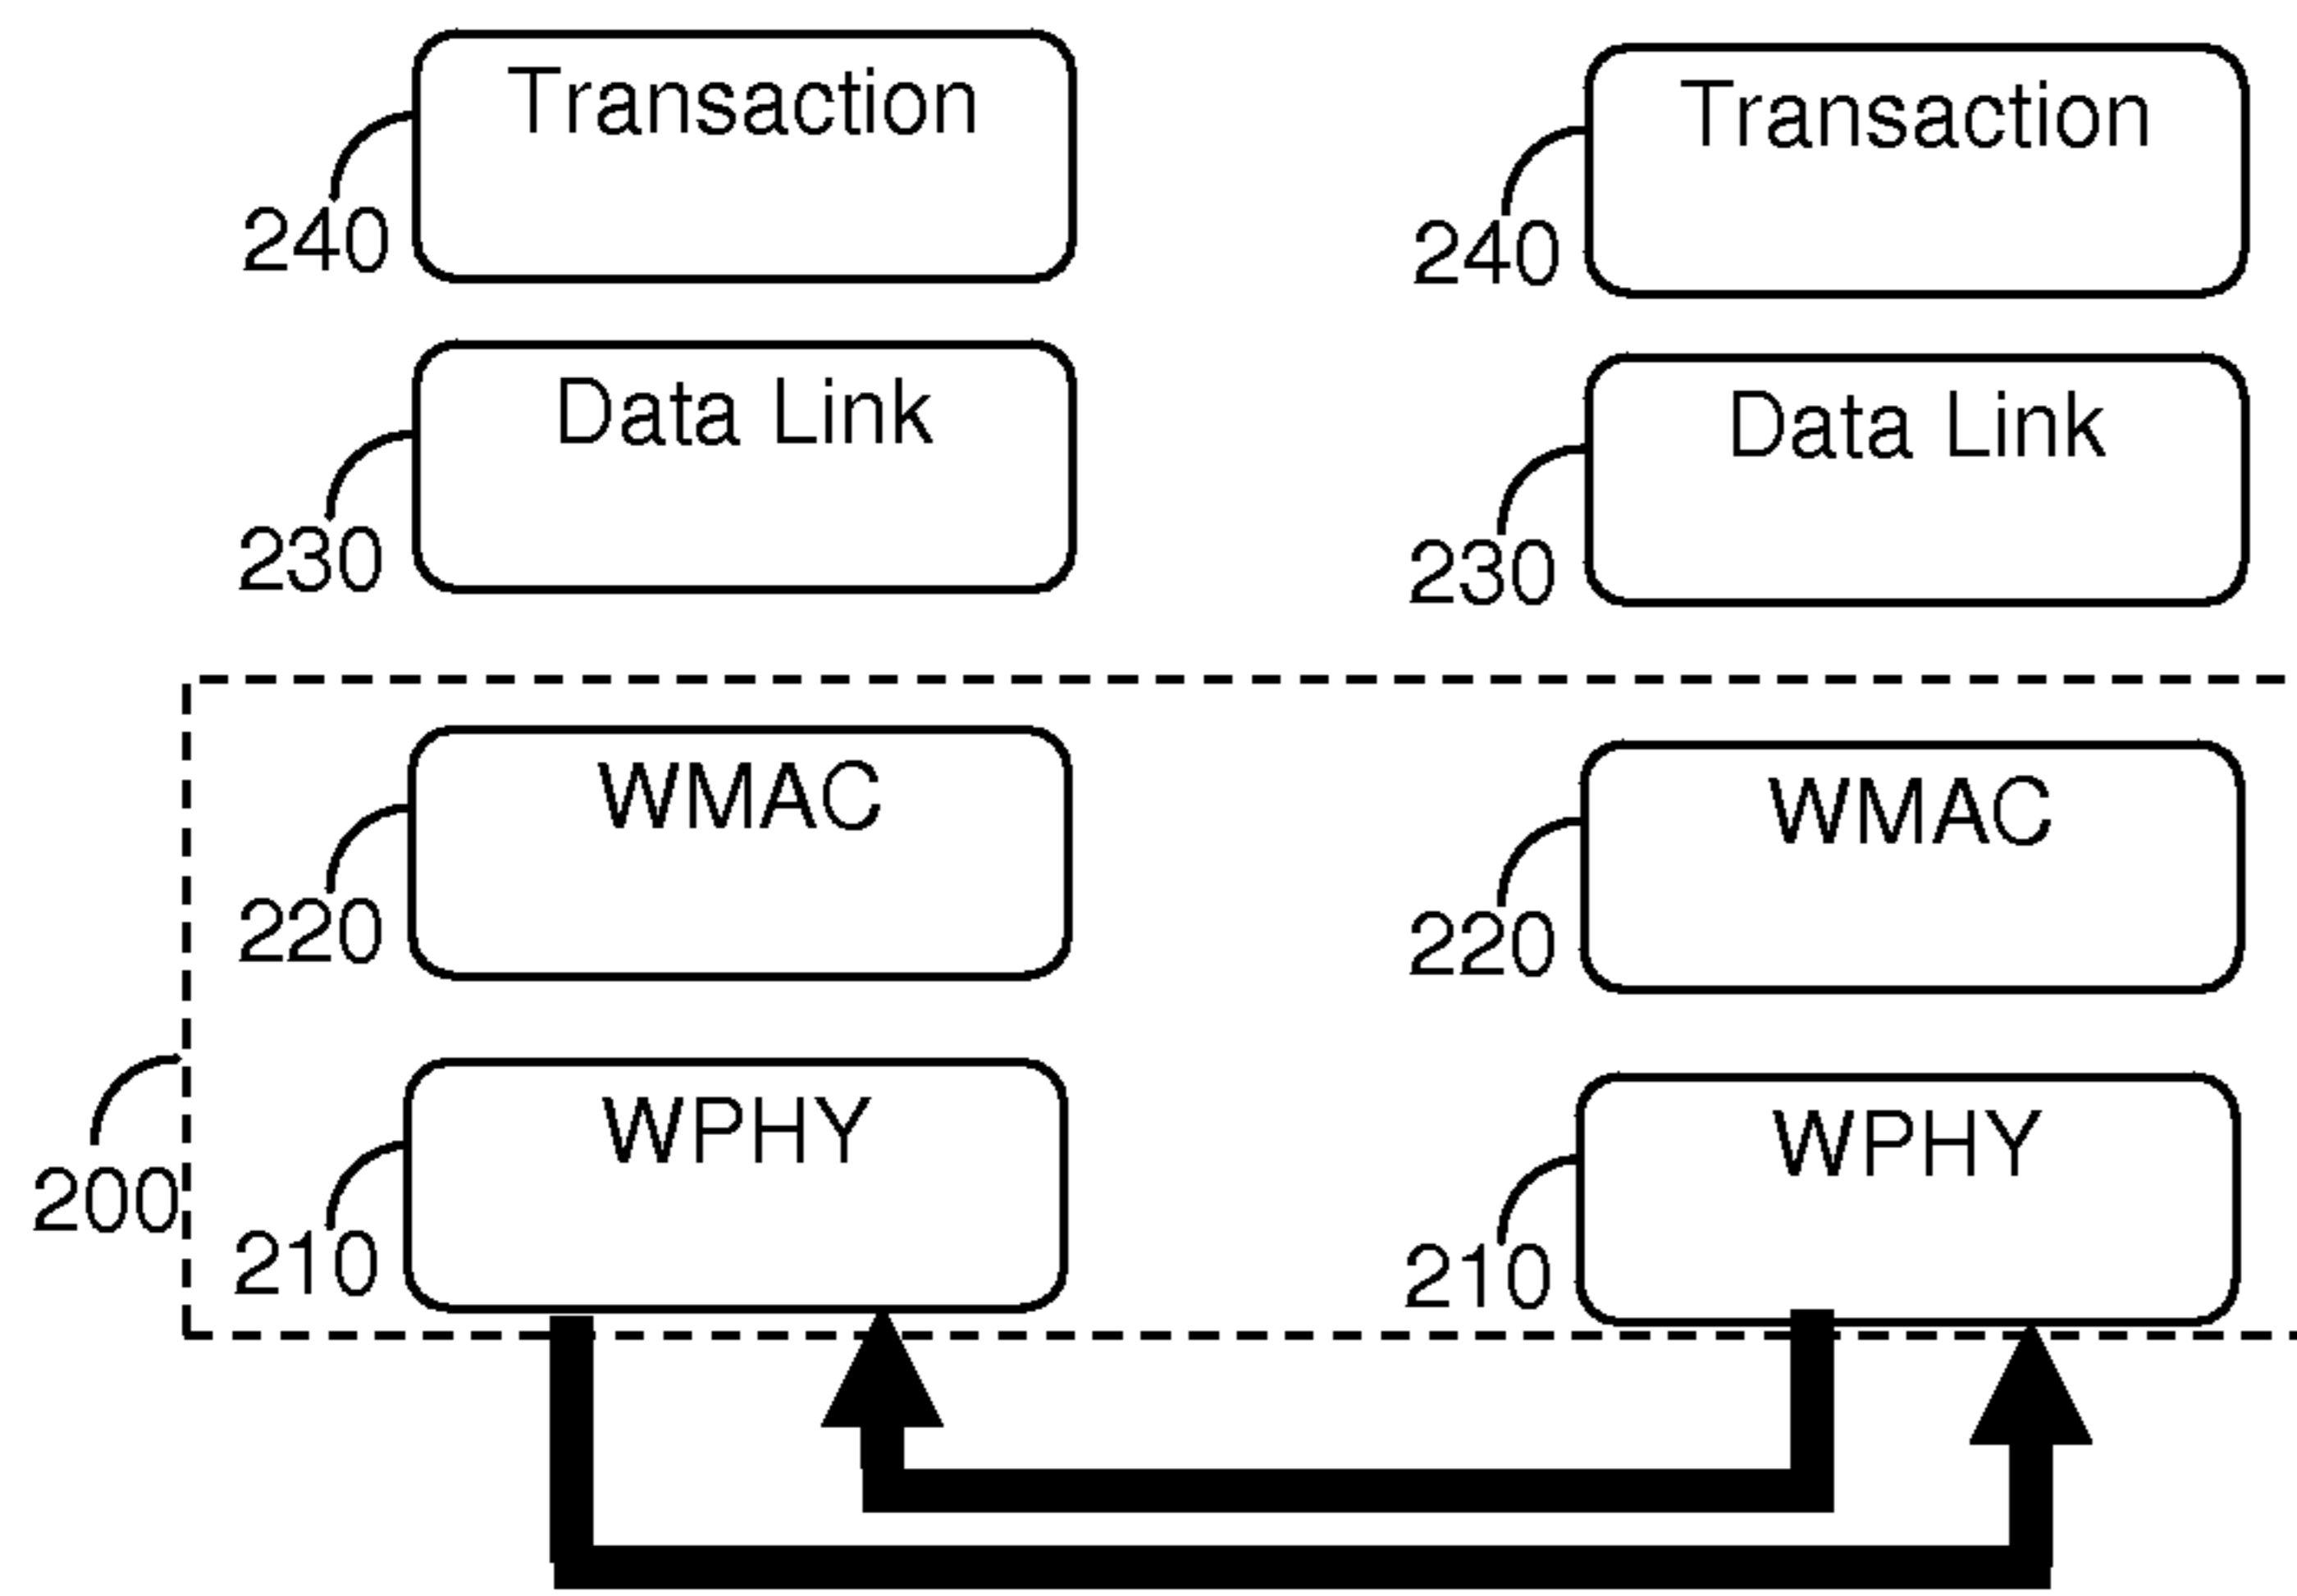 Transaction
Transaction
240
240
Data Link
Data Link
230
230
WMAC
WMAC
220
220
WPHY
WPHY
200
210
210